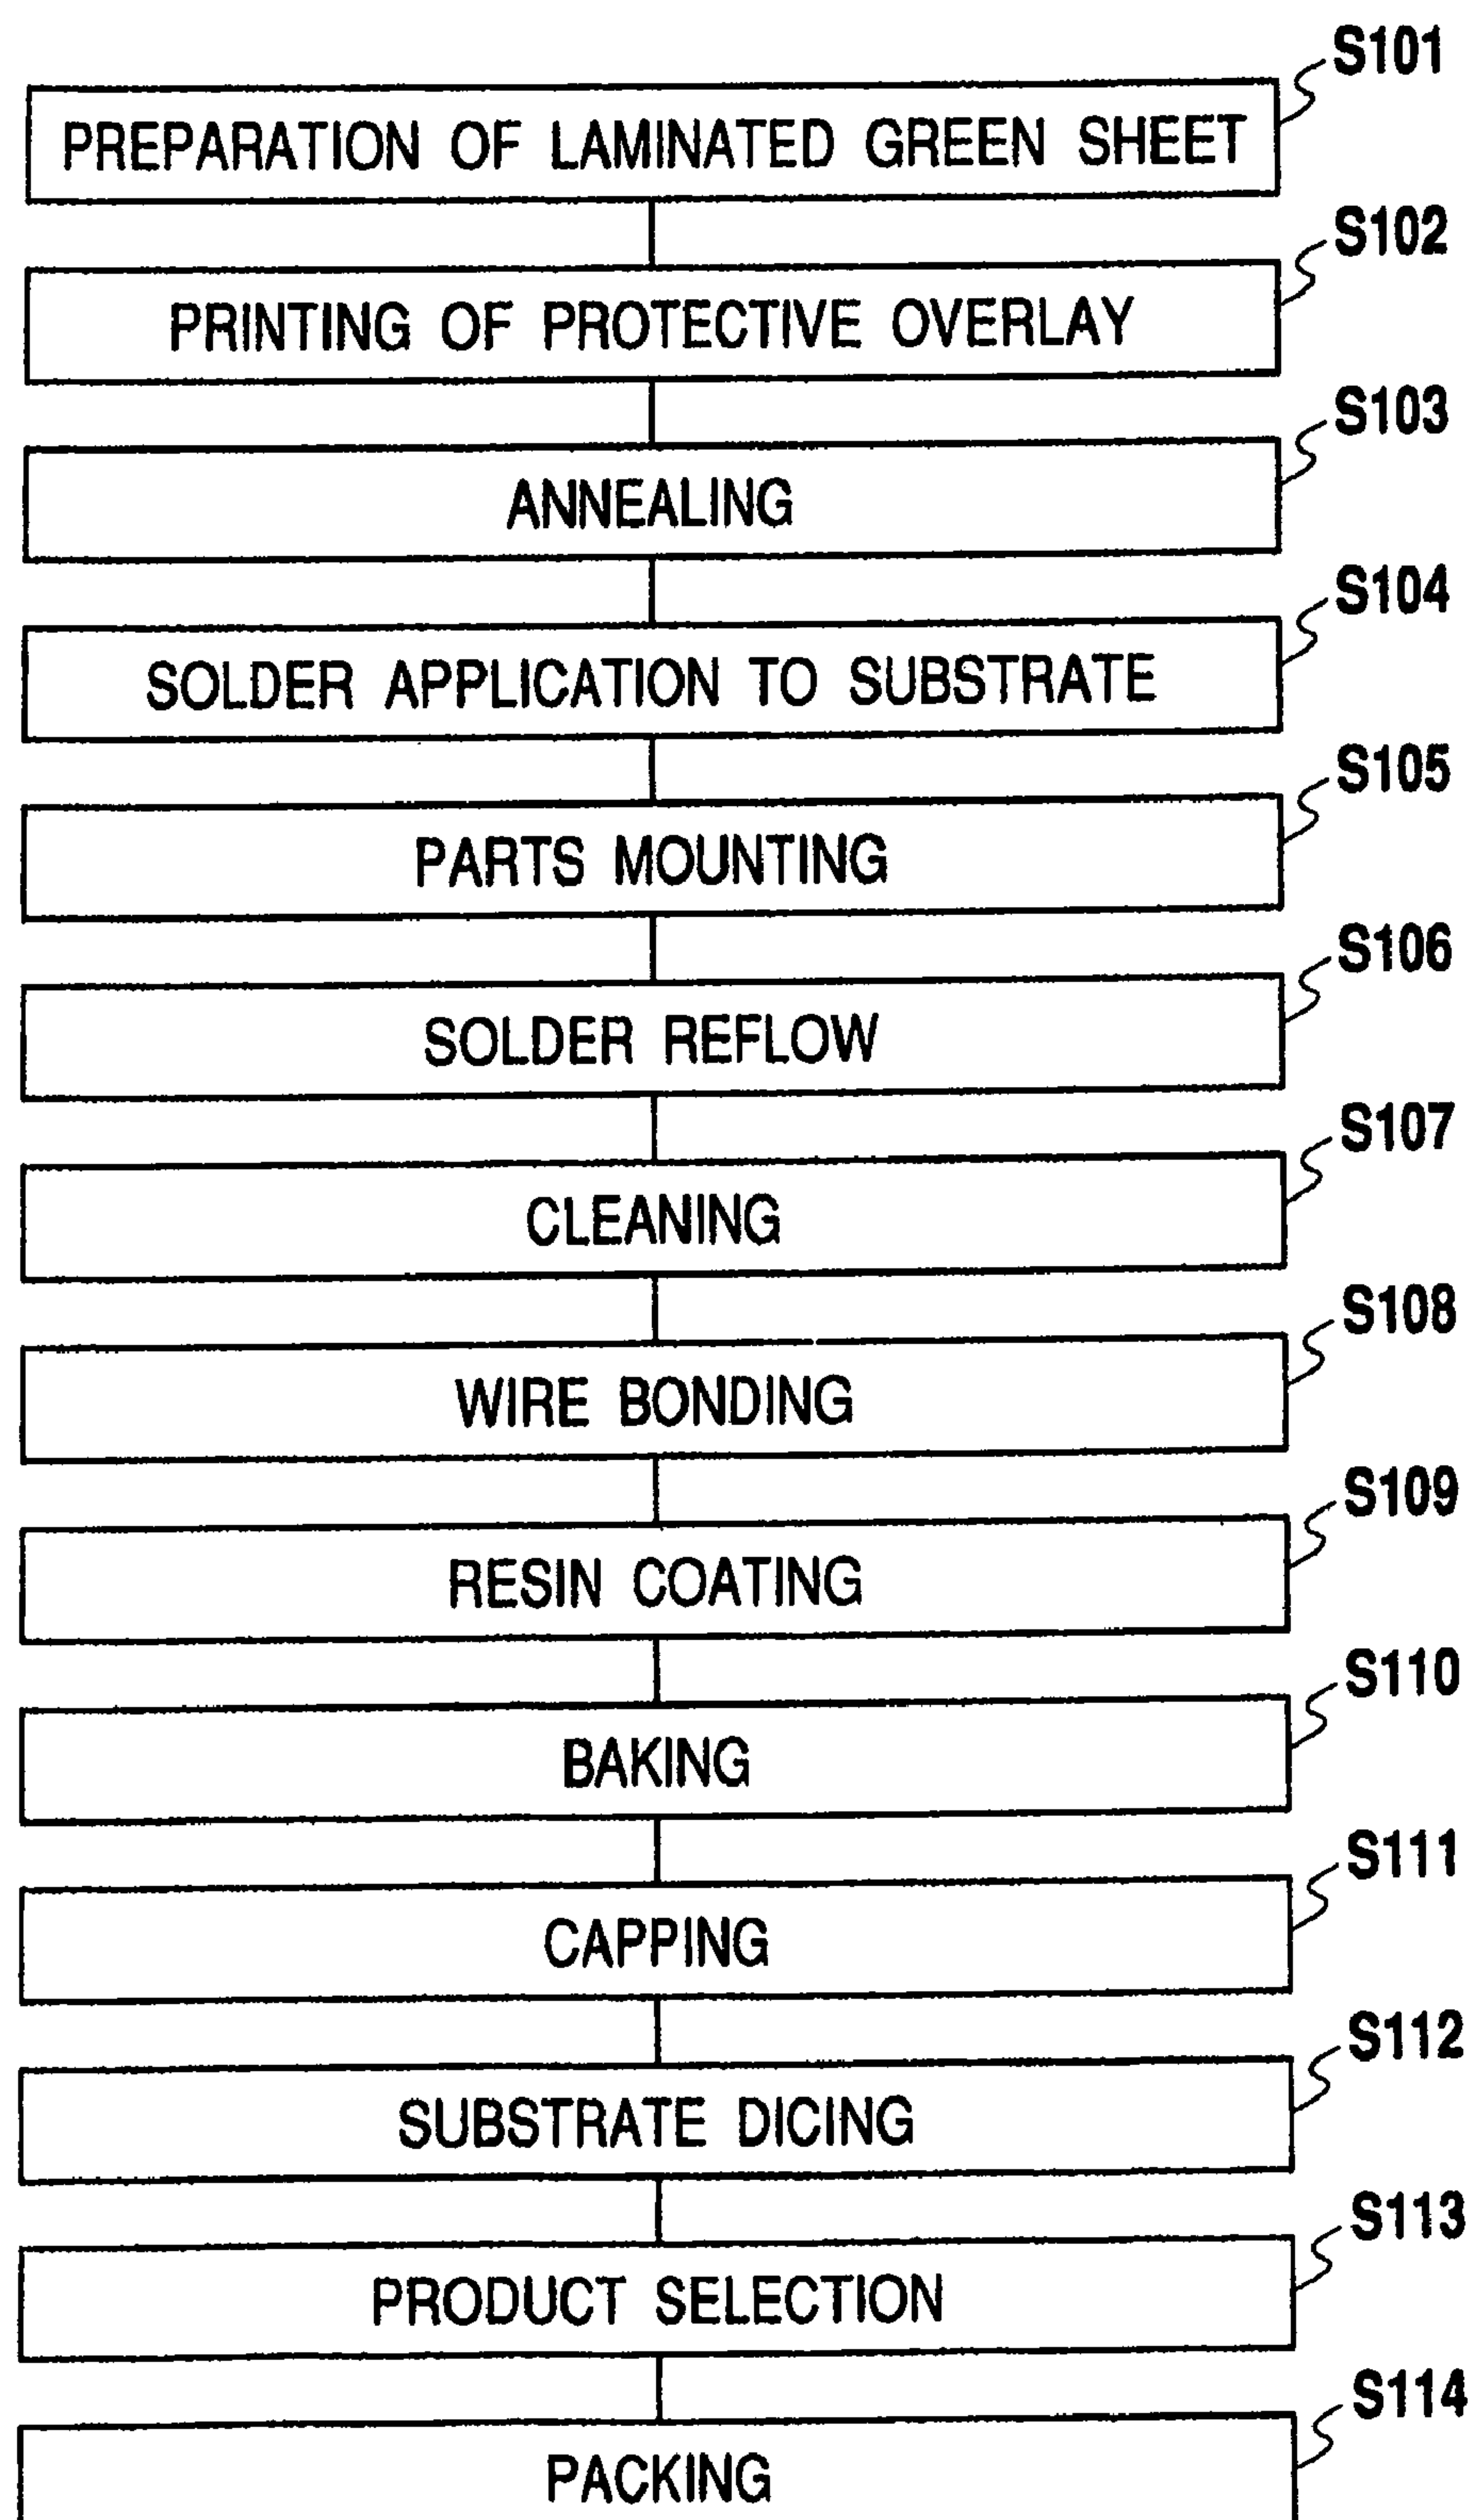 S101
PREPARATION OF LAMINATED GREEN SHEET
S102
PRINTING OF PROTECTIVE OVERLAY
S103
ANNEALING
S104
SOLDER APPLICATION TO SUBSTRATE
S105
PARTS MOUNTING
S106
SOLDER REFLOW
S107
CLEANING
S108
WIRE BONDING
S109
RESIN COATING
S110
BAKING
S111
CAPPING
S112
SUBSTRATE DICING
S113
PRODUCT SELECTION
S114
PACKING